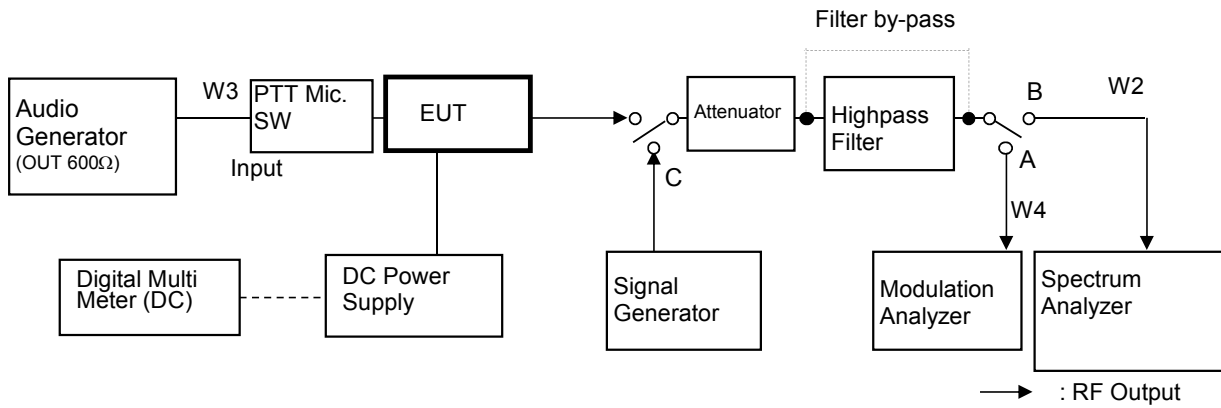 Filter by-pass
Audio
Generator
(OUT 600Ω)
W3
PTT Mic.
SW
Input
EUT
Attenuator
Highpass
Filter
B
A
W2
C
W4
Digital Multi
Meter (DC)
DC Power
Supply
Signal
Generator
Modulation
Analyzer
Spectrum
Analyzer
: RF Output